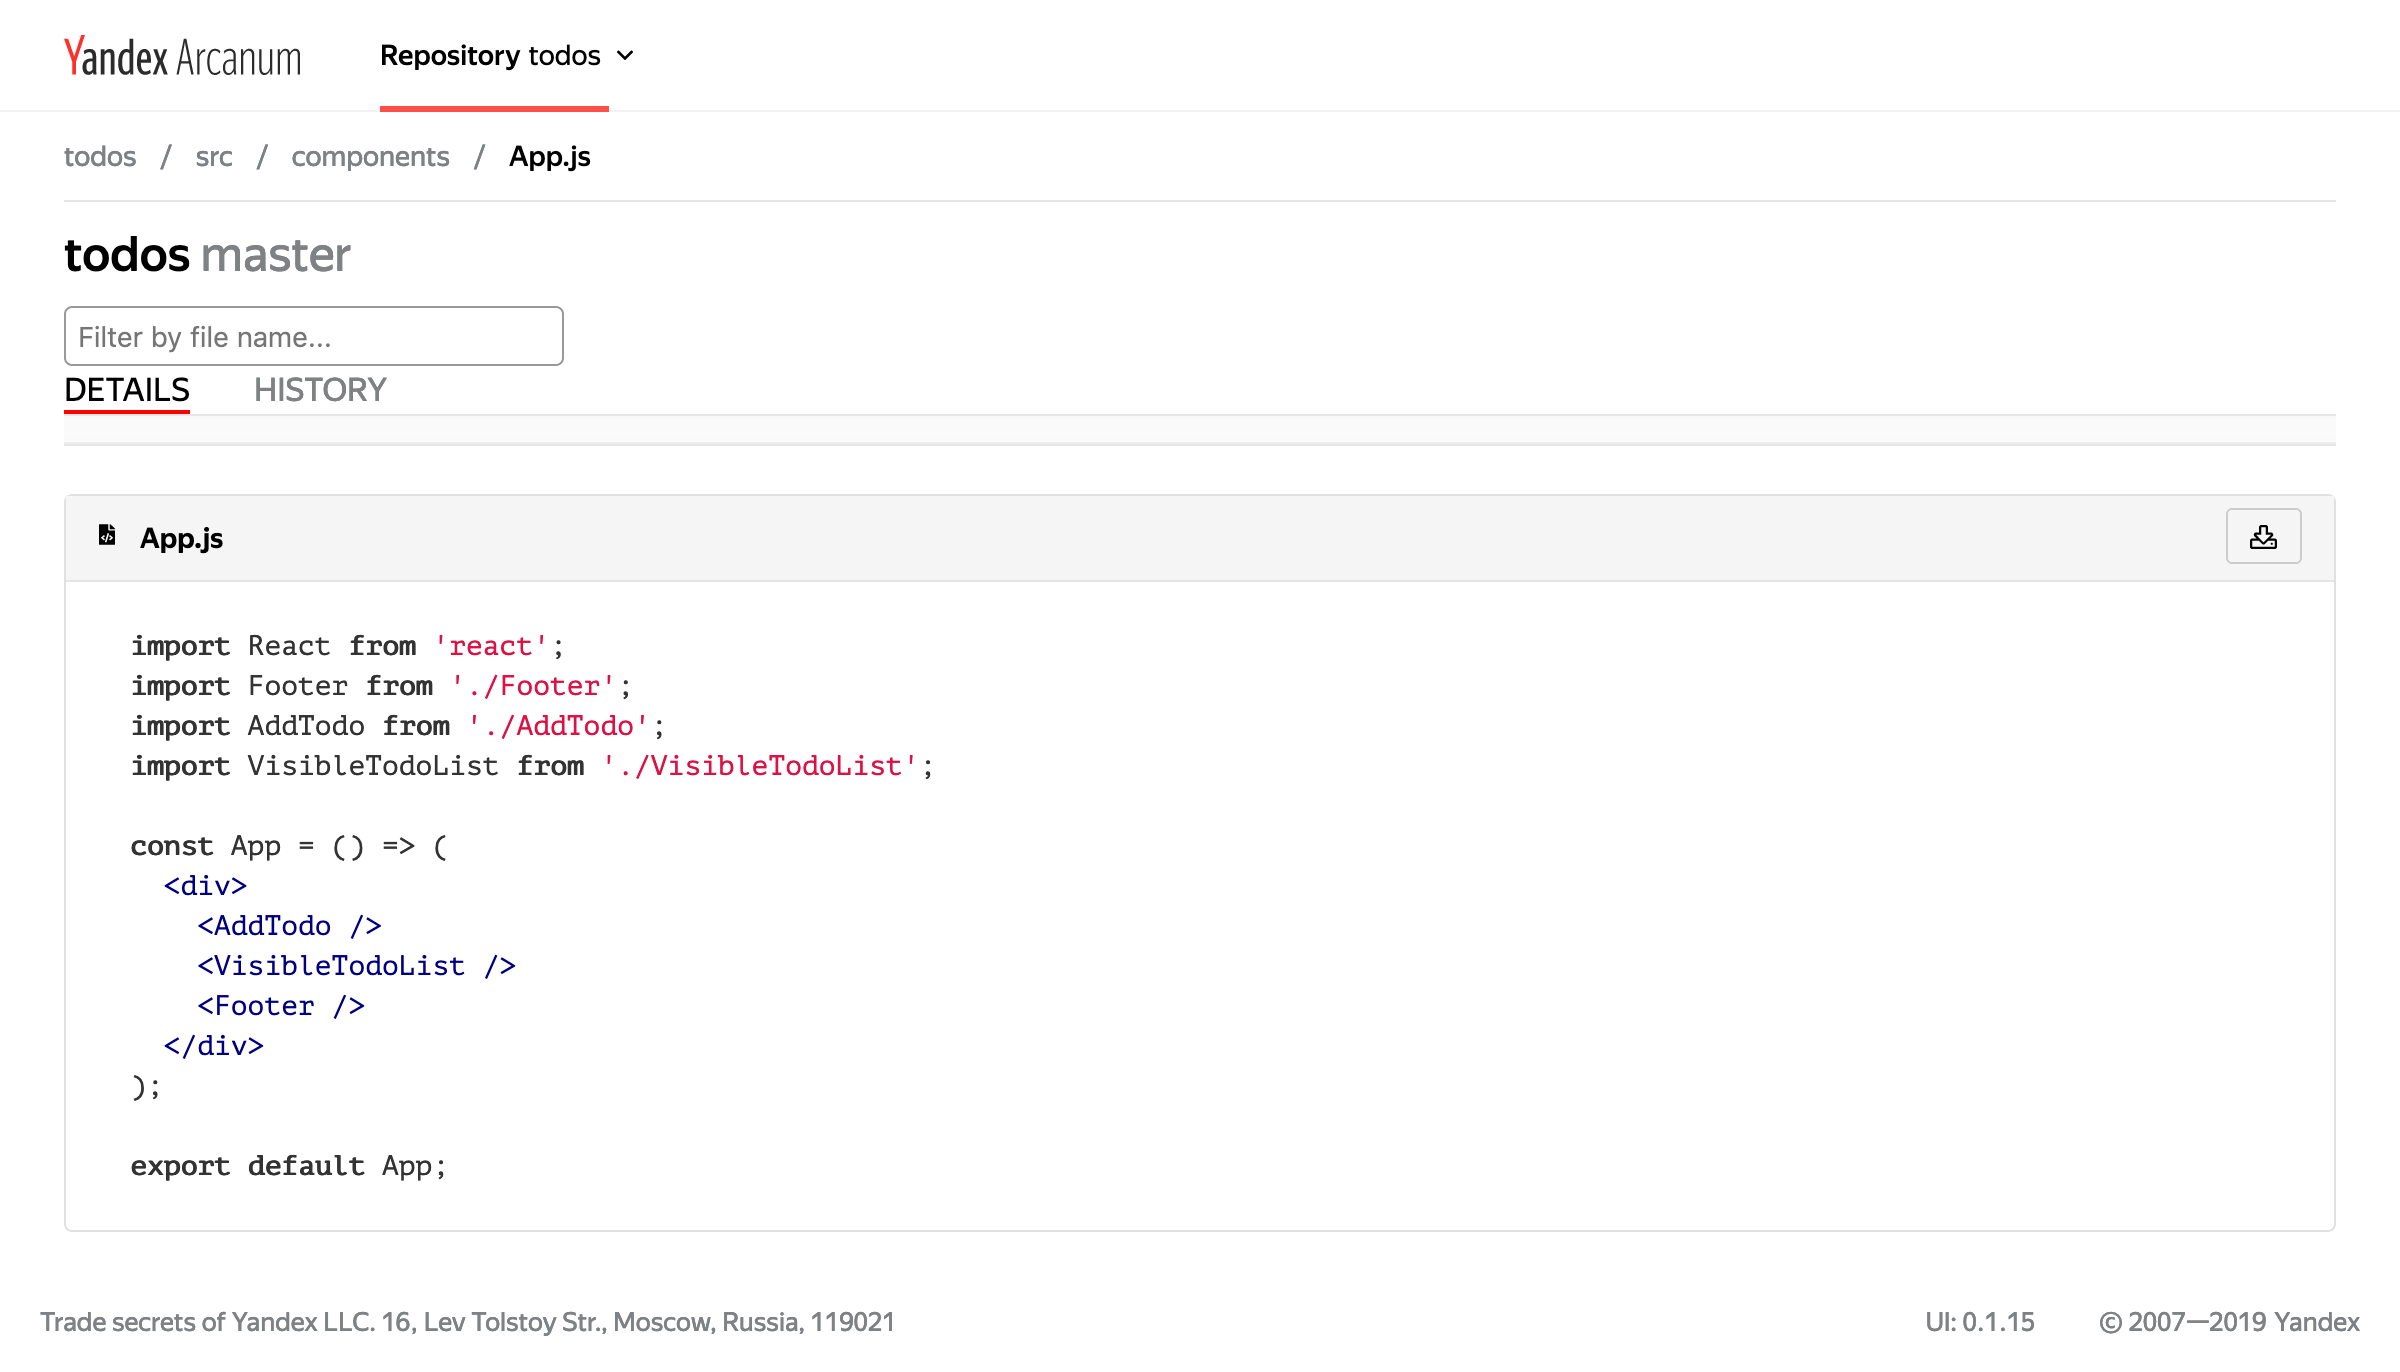 Yandex Arcanum
Repository todos
todos / src / components / App.js
todos master
Filter by file name...
DETAILS HISTORY
App.js
import React from 'react';
import Footer from './Footer';
import AddTodo from './AddTodo';
import VisibleTodoList from './VisibleTodoList';
const App = () => (
<div>
<AddTodo />
<VisibleTodoList />
<Footer />
</div>
);
export default App;
Trade secrets of Yandex LLC. 16, Lev Tolstoy Str., Moscow, Russia, 119021
UI: 0.1.15
© 2007—2019 Yandex